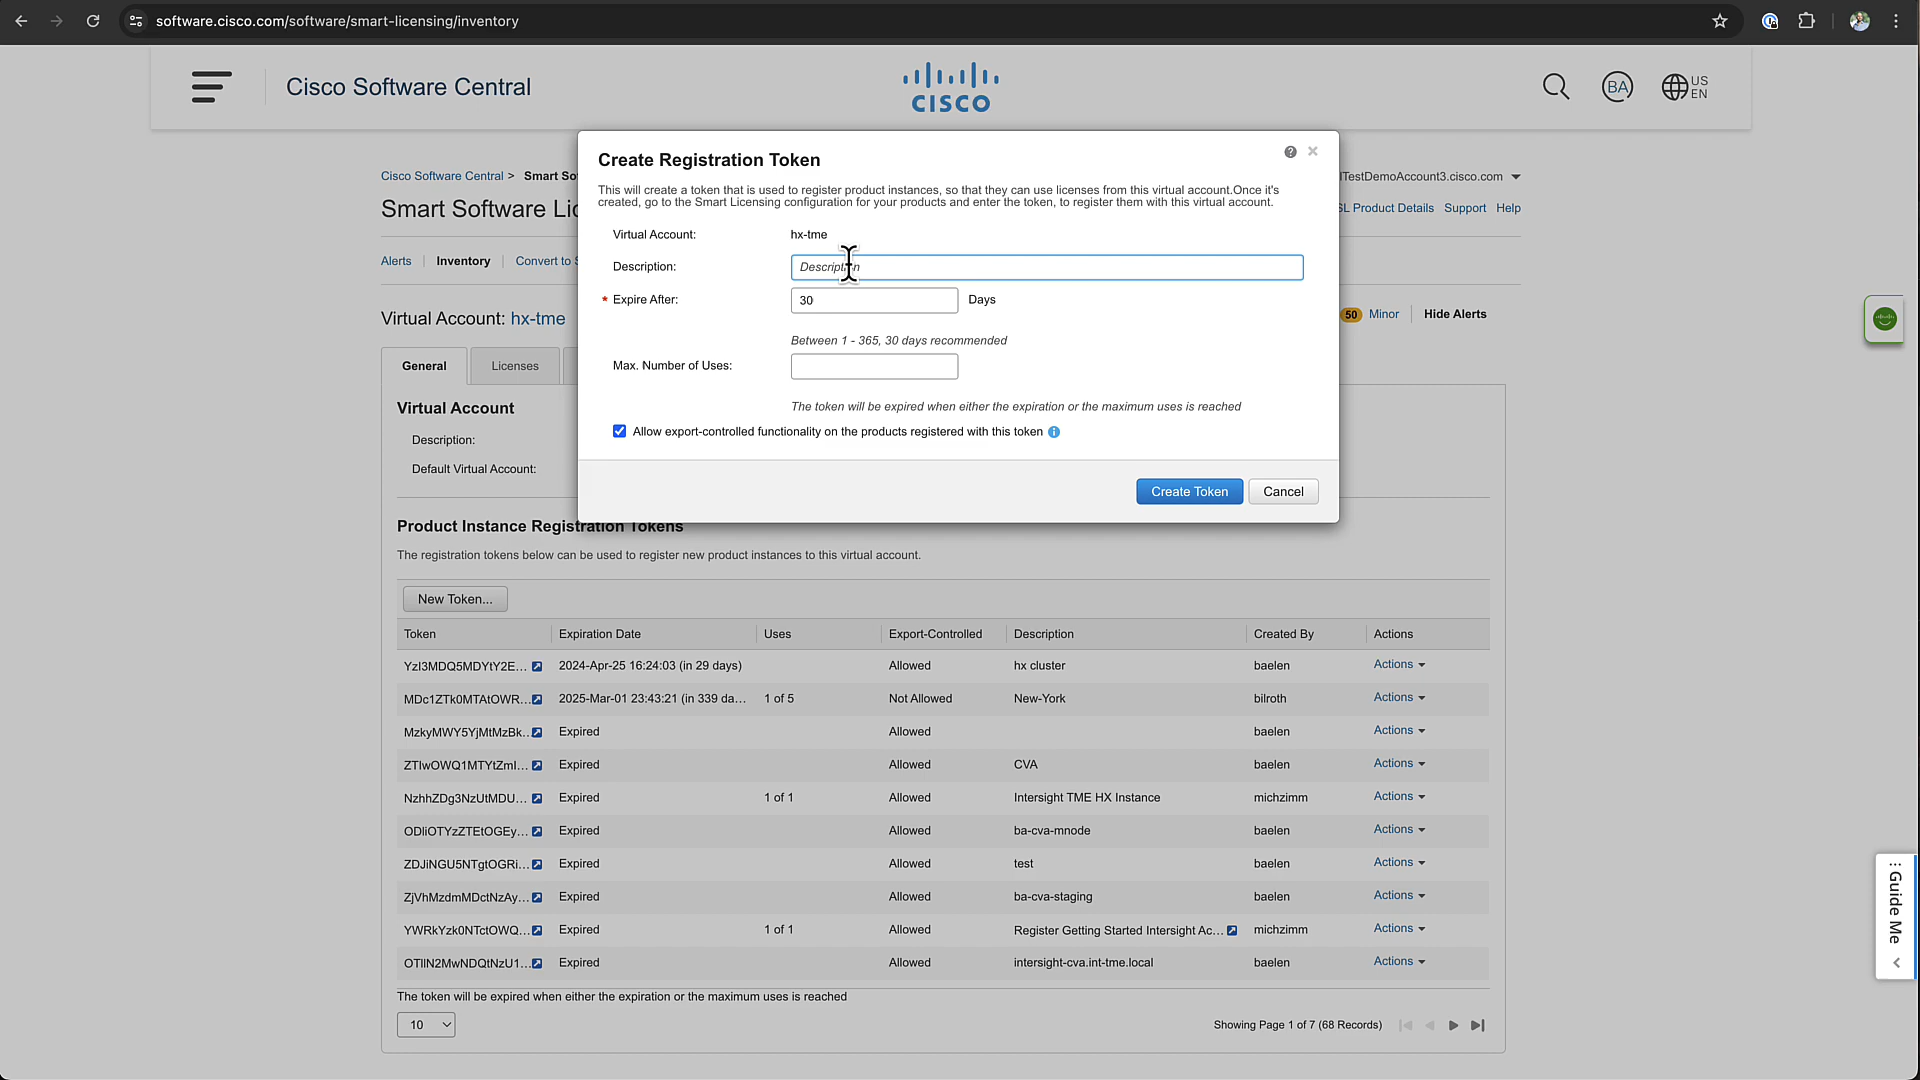 software.cisco.com/software/smart-licensing/inventory
Cisco Software Central
CISCO
BA
US
EN
Create Registration Token
This will create a token that is used to register product instances, so that they can use licenses from this virtual account.Once it's
created, go to the Smart Licensing configuration for your products and enter the token, to register them with this virtual account.
Virtual Account: hx-tme
Description: Description
* Expire After: 30 Days
Between 1 - 365, 30 days recommended
Max. Number of Uses:
The token will be expired when either the expiration or the maximum uses is reached
Allow export-controlled functionality on the products registered with this token
Create Token Cancel
Cisco Software Central >
lTestDemoAccount3.cisco.com
Smart Software
SL Product Details Support Help
Alerts Inventory Convert to
Virtual Account: hx-tme
50 Minor Hide Alerts
General Licenses
Virtual Account
Description:
Default Virtual Account:
Product Instance Registration Tokens
The registration tokens below can be used to register new product instances to this virtual account.
New Token...
Token Expiration Date Uses Export-Controlled Description Created By Actions
YzI3MDQ5MDYtY2E... 2024-Apr-25 16:24:03 (in 29 days) Allowed hx cluster baelen Actions
MDc1ZTk0MTAtOWR... 2025-Mar-01 23:43:21 (in 339 da... 1 of 5 Not Allowed New-York bilroth Actions
MzkyMWY5YjMtMzBk... Expired Allowed baelen Actions
ZTIwOWQ1MTYtZmI... Expired Allowed CVA baelen Actions
NzhhZDg3NzUtMDU... Expired 1 of 1 Allowed Intersight TME HX Instance michzimm Actions
ODliOTYzZTEtOGEy... Expired Allowed ba-cva-mnode baelen Actions
ZDJiNGU5NTgtOGRi... Expired Allowed test baelen Actions
ZjVhMzdmMDctNzAy... Expired Allowed ba-cva-staging baelen Actions
YWRkYzk0NTctOWQ... Expired 1 of 1 Allowed Register Getting Started Intersight Ac... michzimm Actions
OTllN2MwNDQtNzU1... Expired Allowed intersight-cva.int-tme.local baelen Actions
The token will be expired when either the expiration or the maximum uses is reached
10
Showing Page 1 of 7 (68 Records)
Guide Me